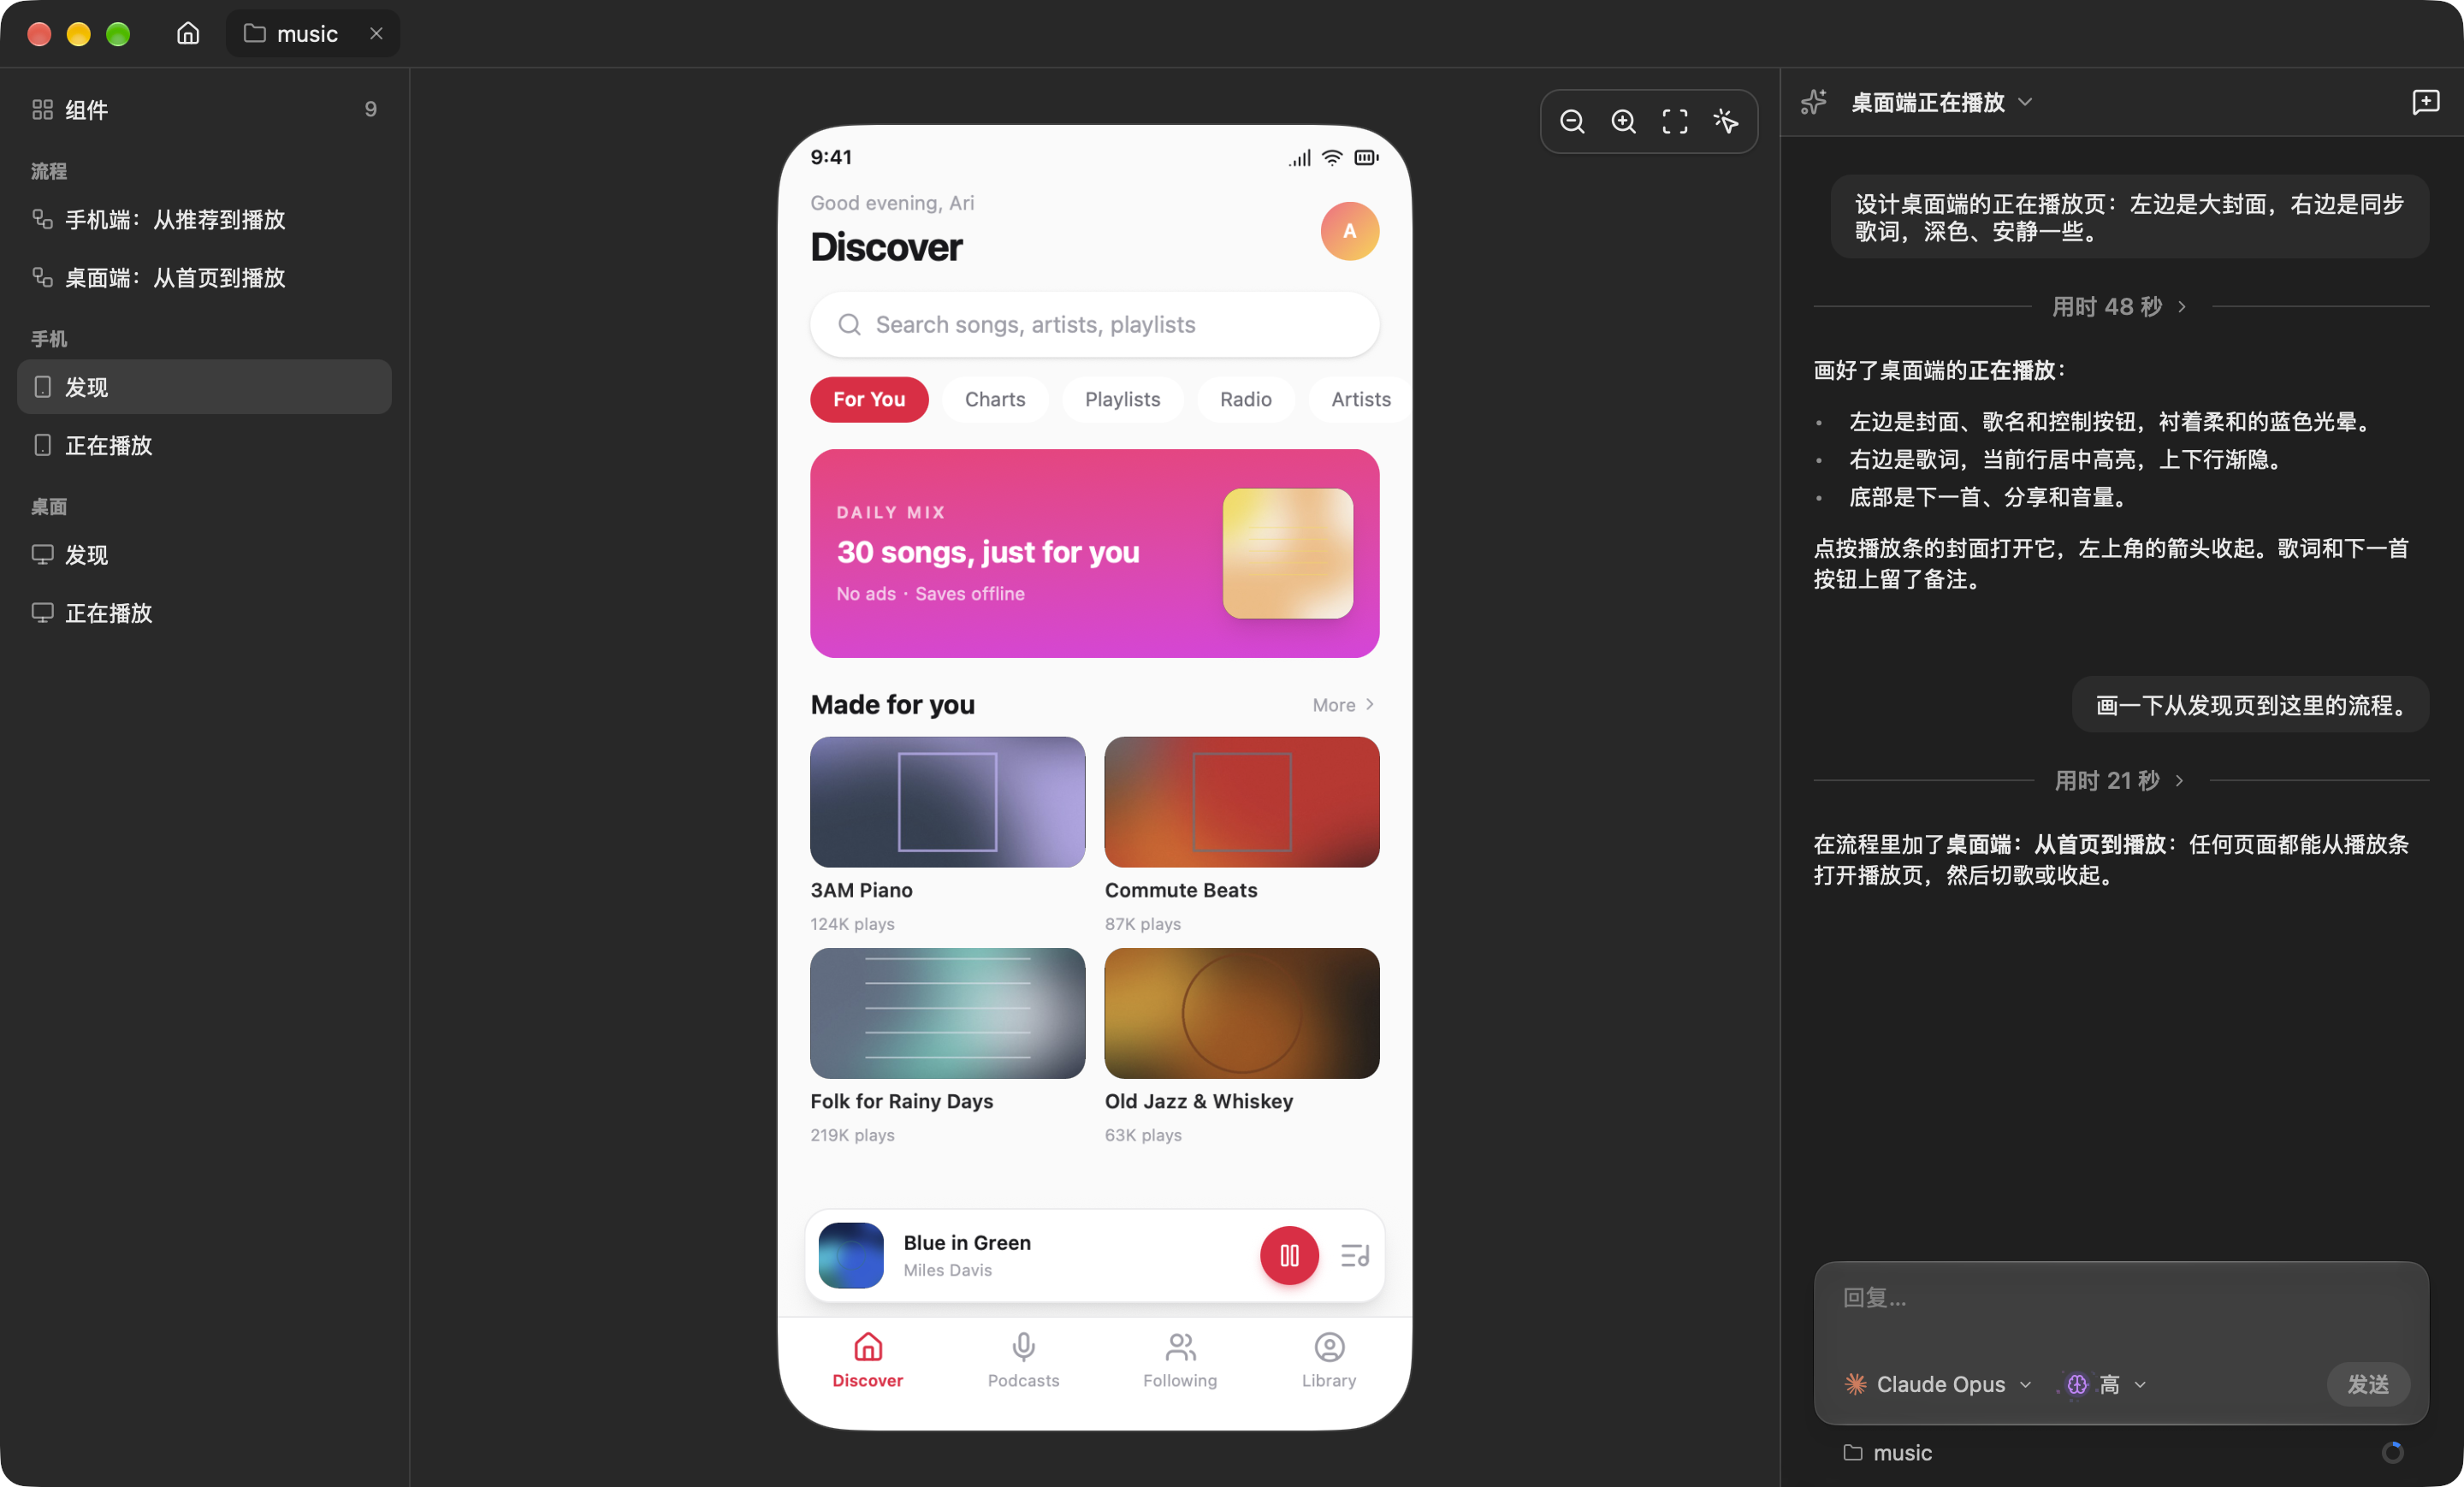 music
组件
9
流程
手机端：从推荐到播放
桌面端：从首页到播放
手机
发现
正在播放
桌面
发现
正在播放
9:41
Good evening, Ari
Discover
A
Search songs, artists, playlists
For You
Charts
Playlists
Radio
Artists
DAILY MIX
30 songs, just for you
No ads · Saves offline
Made for you
More
3AM Piano
124K plays
Commute Beats
87K plays
Folk for Rainy Days
219K plays
Old Jazz & Whiskey
63K plays
Blue in Green
Miles Davis
Discover
Podcasts
Following
Library
桌面端正在播放
设计桌面端的正在播放页：左边是大封面，右边是同步
歌词，深色、安静一些。
用时 48 秒
画好了桌面端的正在播放：
• 左边是封面、歌名和控制按钮，衬着柔和的蓝色光晕。
• 右边是歌词，当前行居中高亮，上下行渐隐。
• 底部是下一首、分享和音量。
点按播放条的封面打开它，左上角的箭头收起。歌词和下一首
按钮上留了备注。
画一下从发现页到这里的流程。
用时 21 秒
在流程里加了桌面端：从首页到播放：任何页面都能从播放条
打开播放页，然后切歌或收起。
回复...
Claude Opus
高
发送
music